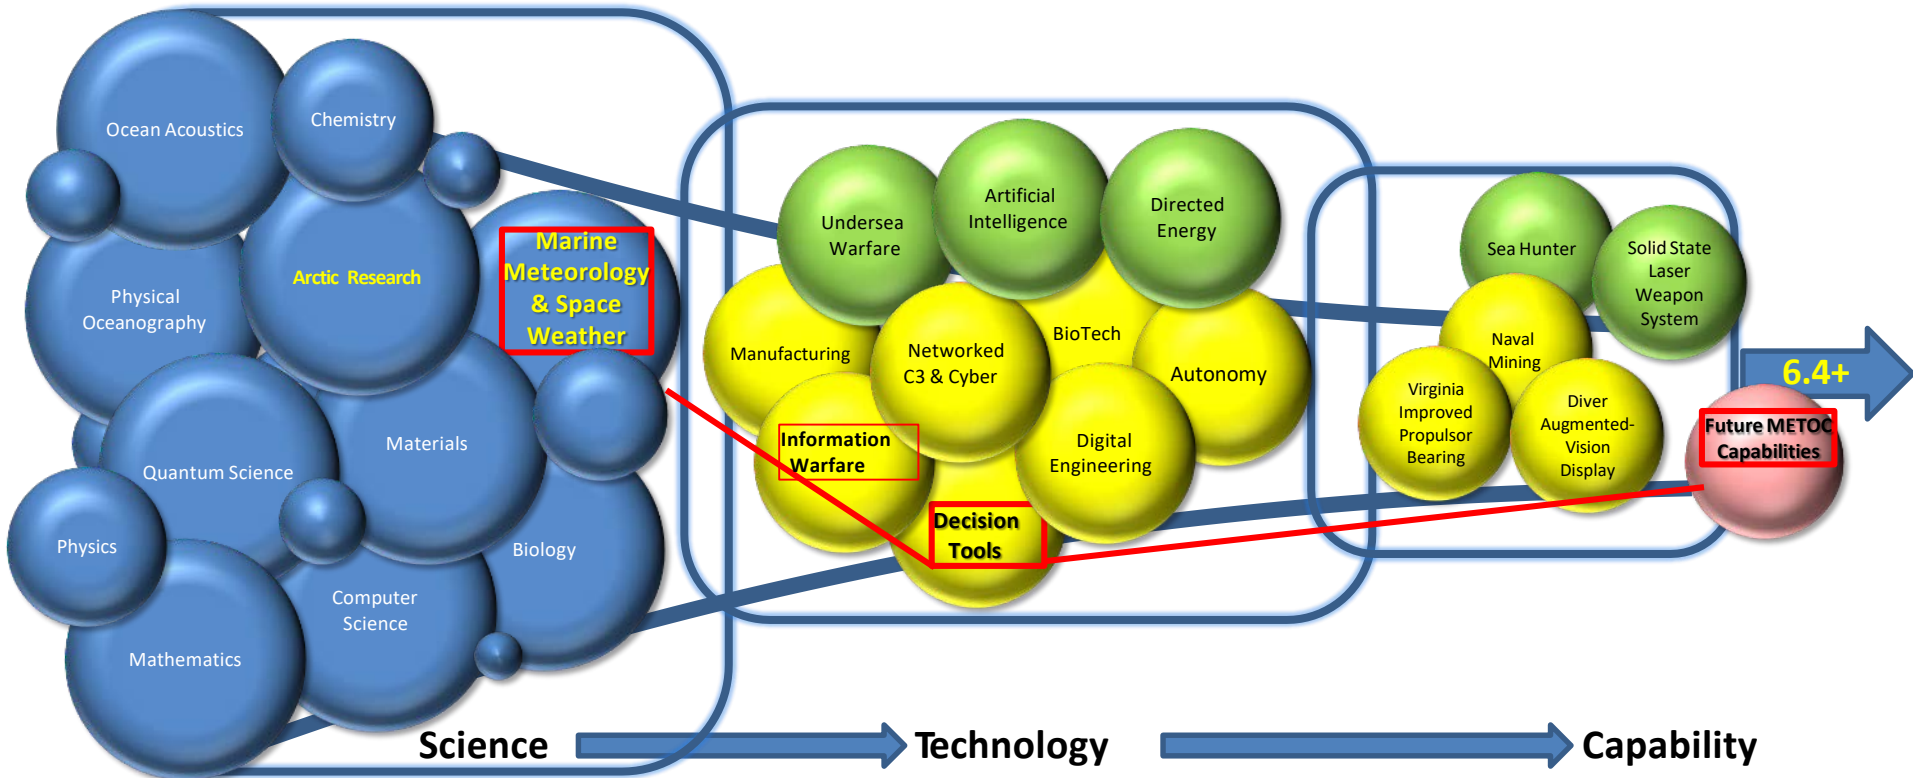 Ocean Acoustics
Chemistry
Arctic Research
Marine
Meteorology
& Space
Weather
Physical
Oceanography
Materials
Quantum Science
Physics
Biology
Computer
Science
Mathematics
Undersea
Warfare
Artificial
Intelligence
Directed
Energy
Manufacturing
Networked
C3 & Cyber
BioTech
Autonomy
Information
Warfare
Digital
Engineering
Decision
Tools
Sea Hunter
Solid State
Laser
Weapon
System
Naval
Mining
Virginia
Improved
Propulsor
Bearing
Diver
Augmented-
Vision
Display
6.4+
Future METOC
Capabilities
Science
Technology
Capability